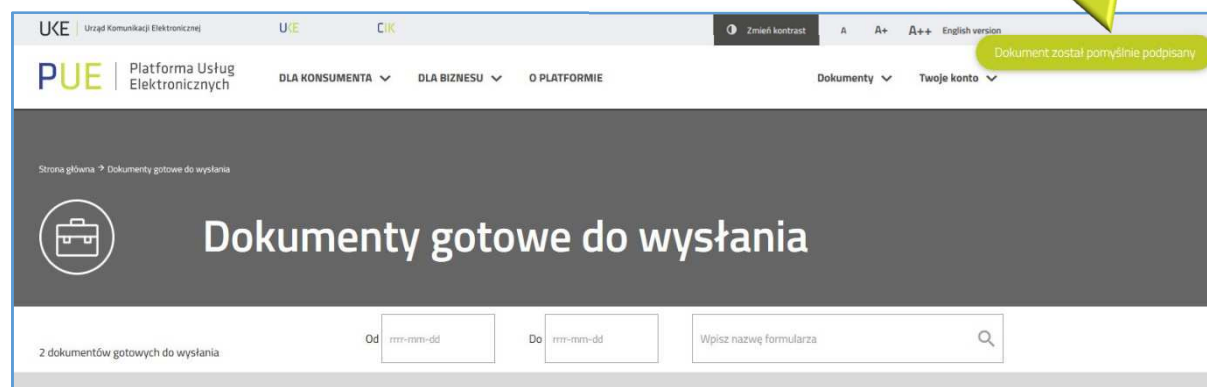 UKE Urząd Komunikacji Elektronicznej UKE CIK Zmień kontrast A A+ A++ English version
Dokument został pomyślnie podpisany
PUE Platforma Usług Elektronicznych DLA KONSUMENTA DLA BIZNESU O PLATFORMIE Dokumenty Twoje konto
Strona główna → Dokumenty gotowe do wysłania
Dokumenty gotowe do wysłania
2 dokumentów gotowych do wysłania Od rrrr-mm-dd Do rrrr-mm-dd Wpisz nazwę formularza